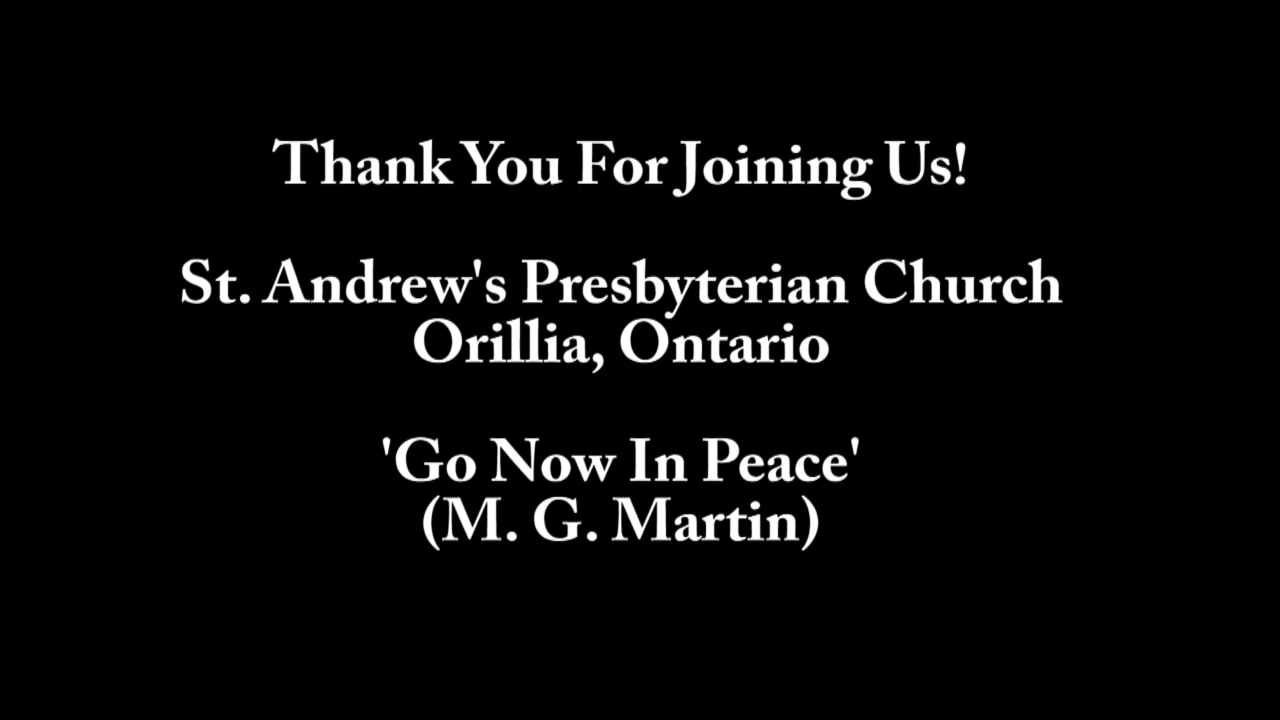 Thank You For Joining Us!
St. Andrew's Presbyterian Church
Orillia, Ontario
'Go Now In Peace'
(M. G. Martin)